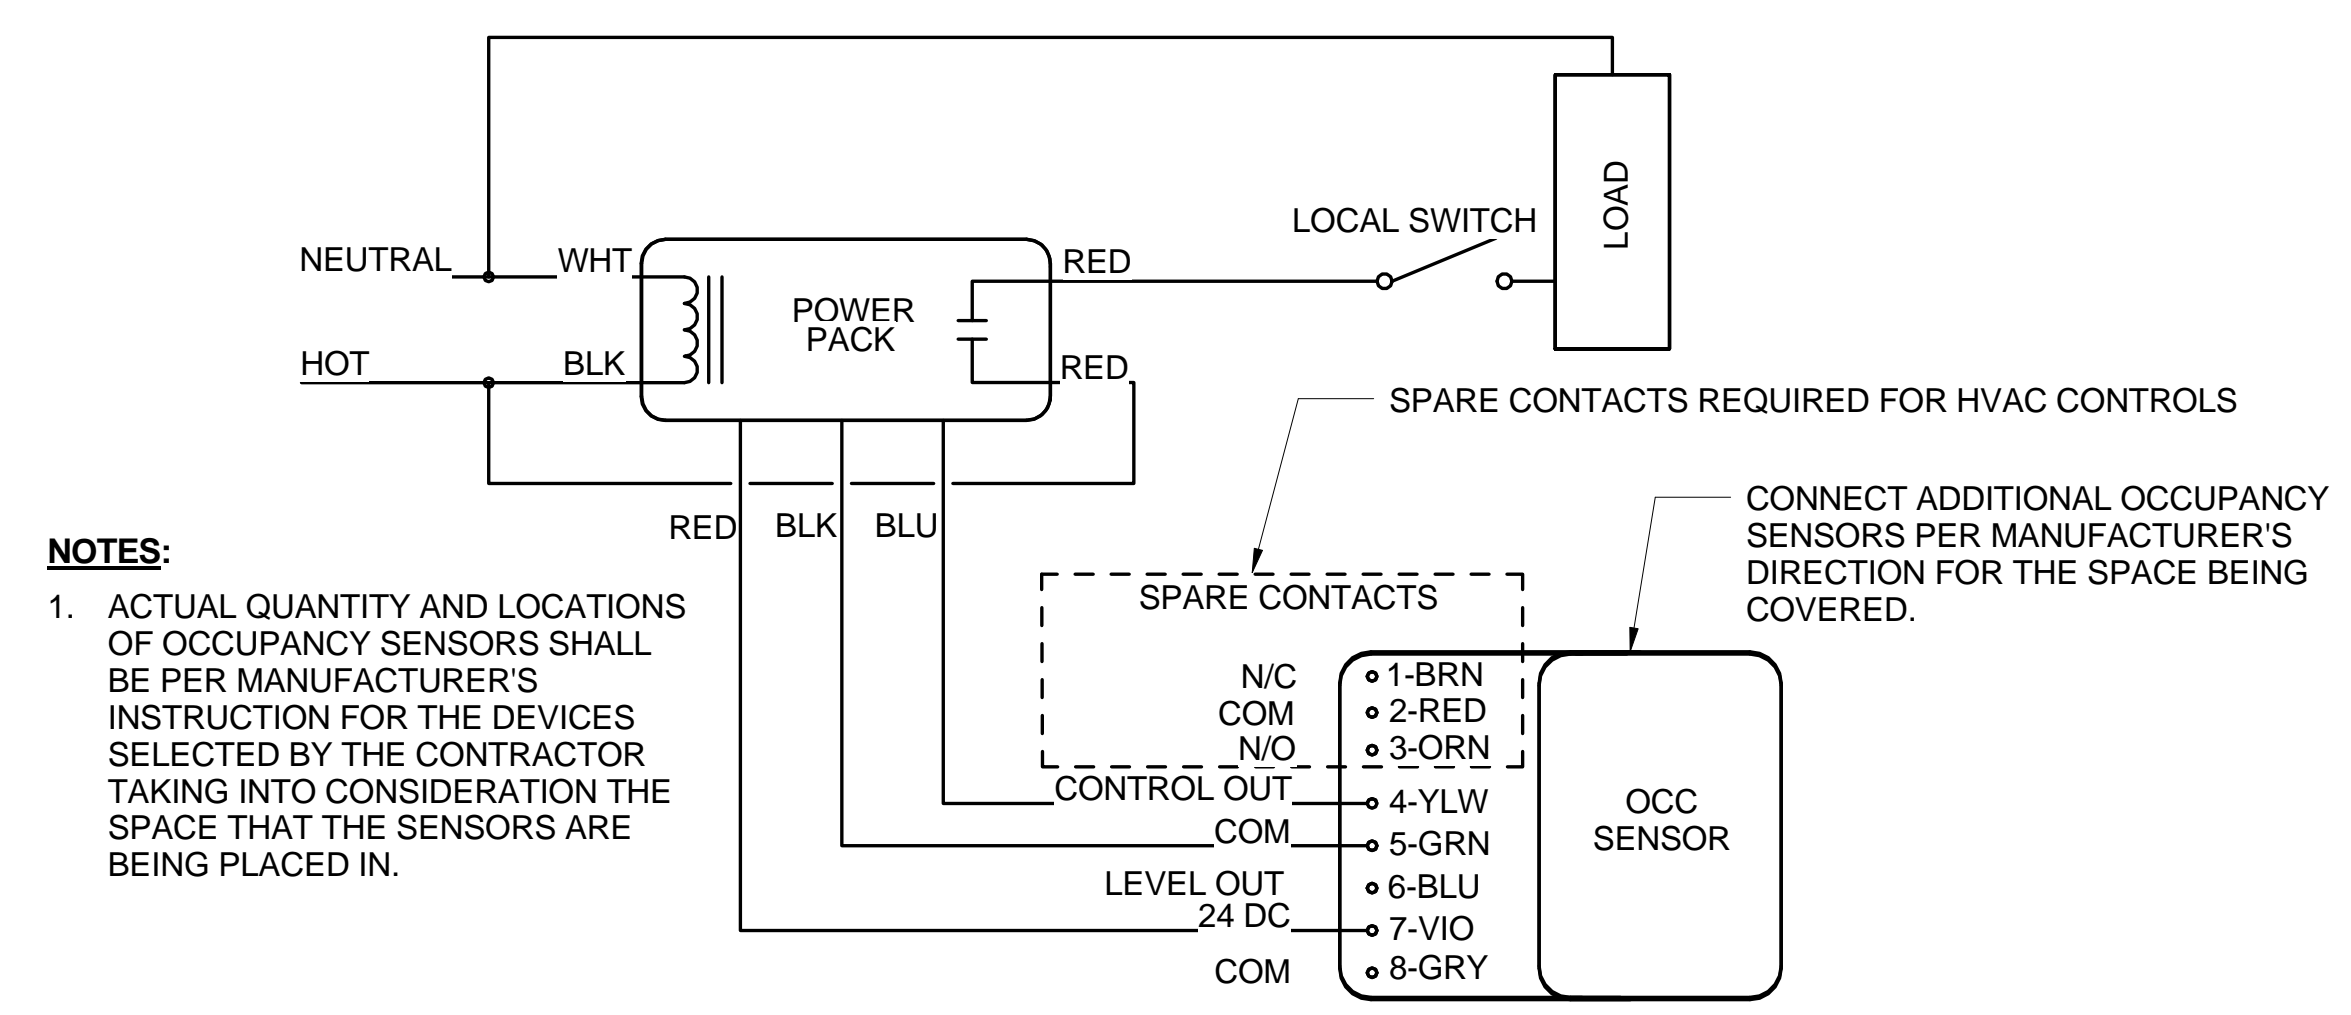 LOAD
LOCAL SWITCH
NEUTRAL
WHT
RED
POWER
PACK
HOT
BLK
RED
SPARE CONTACTS REQUIRED FOR HVAC CONTROLS
CONNECT ADDITIONAL OCCUPANCY
SENSORS PER MANUFACTURER'S
DIRECTION FOR THE SPACE BEING
COVERED.
RED
BLK
BLU
NOTES:
1. ACTUAL QUANTITY AND LOCATIONS
OF OCCUPANCY SENSORS SHALL
BE PER MANUFACTURER'S
INSTRUCTION FOR THE DEVICES
SELECTED BY THE CONTRACTOR
TAKING INTO CONSIDERATION THE
SPACE THAT THE SENSORS ARE
BEING PLACED IN.
SPARE CONTACTS
N/C 1-BRN
COM 2-RED
N/O 3-ORN
CONTROL OUT 4-YLW
COM 5-GRN
LEVEL OUT 6-BLU
24 DC 7-VIO
COM 8-GRY
OCC
SENSOR